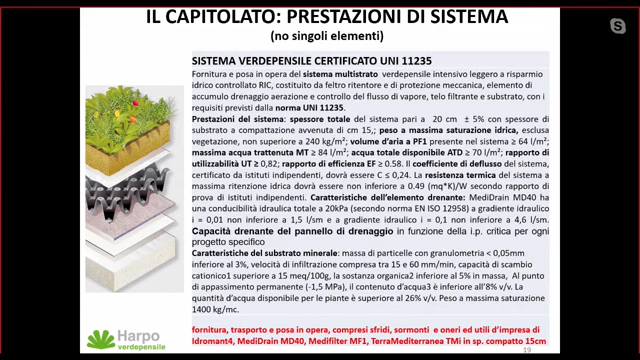 IL CAPITOLATO: PRESTAZIONI DI SISTEMA
(no singoli elementi)
SISTEMA VERDEPENSILE CERTIFICATO UNI 11235
Fornitura e posa in opera del sistema multistrato verdepensile intensivo leggero a risparmio
idrico controllato RIC, costituito da feltro ritentore e di protezione meccanica, elemento di
accumulo drenaggio aerazione e controllo del flusso di vapore, telo filtrante e substrato, con i
requisiti previsti dalla norma UNI 11235.
Prestazioni del sistema: spessore totale del sistema pari a 20 cm ± 5% con spessore di
substrato a compattazione avvenuta di cm 15,; peso a massima saturazione idrica, esclusa
vegetazione, non superiore a 240 kg/m²; volume d'aria a PF1 presente nel sistema ≥ 64 l/m²;
massima acqua trattenuta MT ≥ 84 l/m²; acqua totale disponibile ATD ≥ 70 l/m²; rapporto di
utilizzabilità UT ≥ 0,82; rapporto di efficienza EF ≥ 0.58. Il coefficiente di deflusso del sistema,
certificato da istituti indipendenti, dovrà essere C ≤ 0,24. La resistenza termica del sistema a
massima ritenzione idrica dovrà essere non inferiore a 0.49 (mq*K)/W secondo rapporto di
prova di istituti indipendenti. Caratteristiche dell'elemento drenante: MediDrain MD40 ha
una conducibilità idraulica totale a 20kPa (secondo norma EN ISO 12958) a gradiente idraulico
i = 0,01 non inferiore a 1,5 l/sm e a gradiente idraulico i = 0,1 non inferiore a 4,6 l/sm.
Capacità drenante del pannello di drenaggio in funzione della i.p. critica per ogni
progetto specifico
Caratteristiche del substrato minerale: massa di particelle con granulometria < 0,05mm
inferiore al 3%, velocità di infiltrazione compresa tra 15 e 60 mm/min, capacità di scambio
cationico1 superiore a 15 meq/100g, la sostanza organica2 inferiore al 5% in massa, Al punto
di appassimento permanente (-1,5 MPa), il contenuto d'acqua3 è inferiore all'8% v/v. La
quantità d'acqua disponibile per le piante è superiore al 26% v/v. Peso a massima saturazione
1400 kg/mc.
fornitura, trasporto e posa in opera, compresi sfridi, sormonti e oneri ed utili d'impresa di
Idromant4, MediDrain MD40, Medifilter MF1, TerraMediterranea TMi in sp. compatto 15cm
19
Harpo
verdepensile